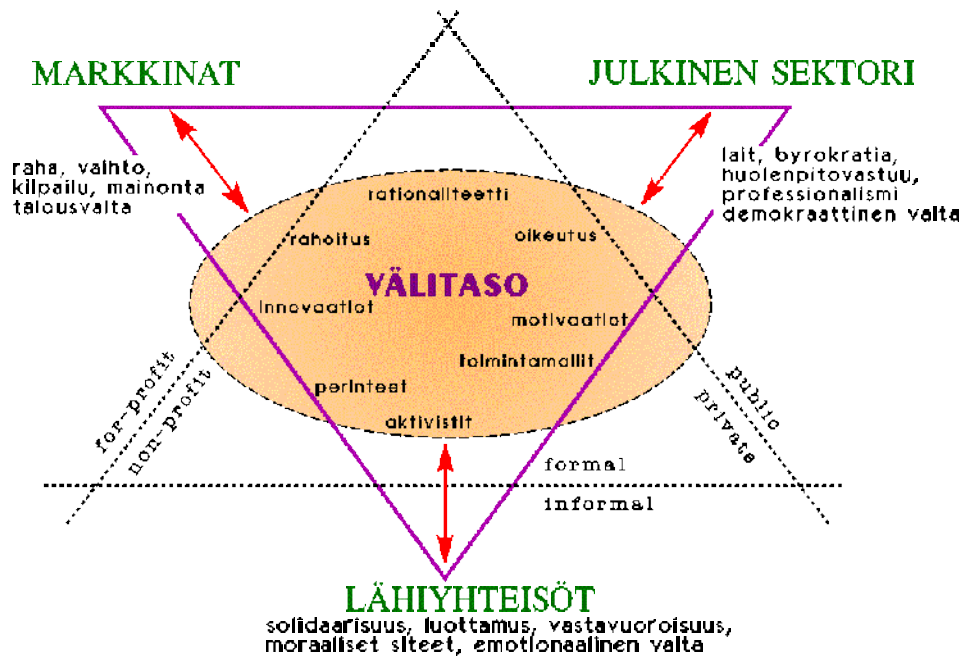 MARKKINAT
JULKINEN SEKTORI
raha, vaihto,
kilpailu, mainonta
talousvalta
lait, byrokratia,
huolenpitovastuu,
professionalismi
demokraattinen valta
rationaliteetti
rahoitus
oikeutus
VÄLITASO
innovaatiot
motivaatiot
toimintamallit
perinteet
aktivistit
for-profit
non-profit
public
private
formal
informal
LÄHIYHTEISÖT
solidaarisuus, luottamus, vastavuoroisuus,
moraaliset siteet, emotionaalinen valta